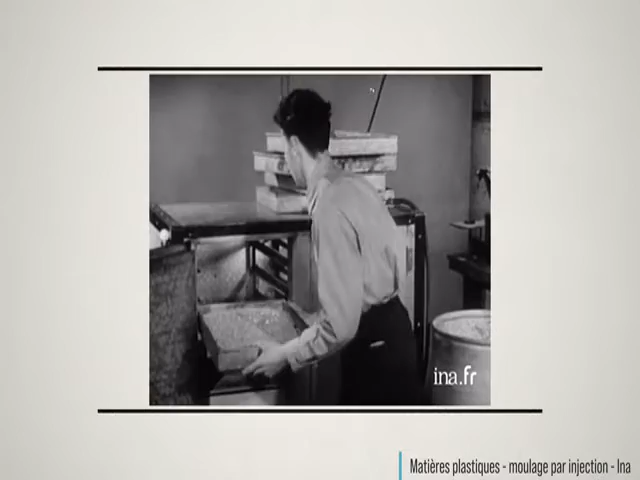 ina.fr
Matières plastiques - moulage par injection - Ina